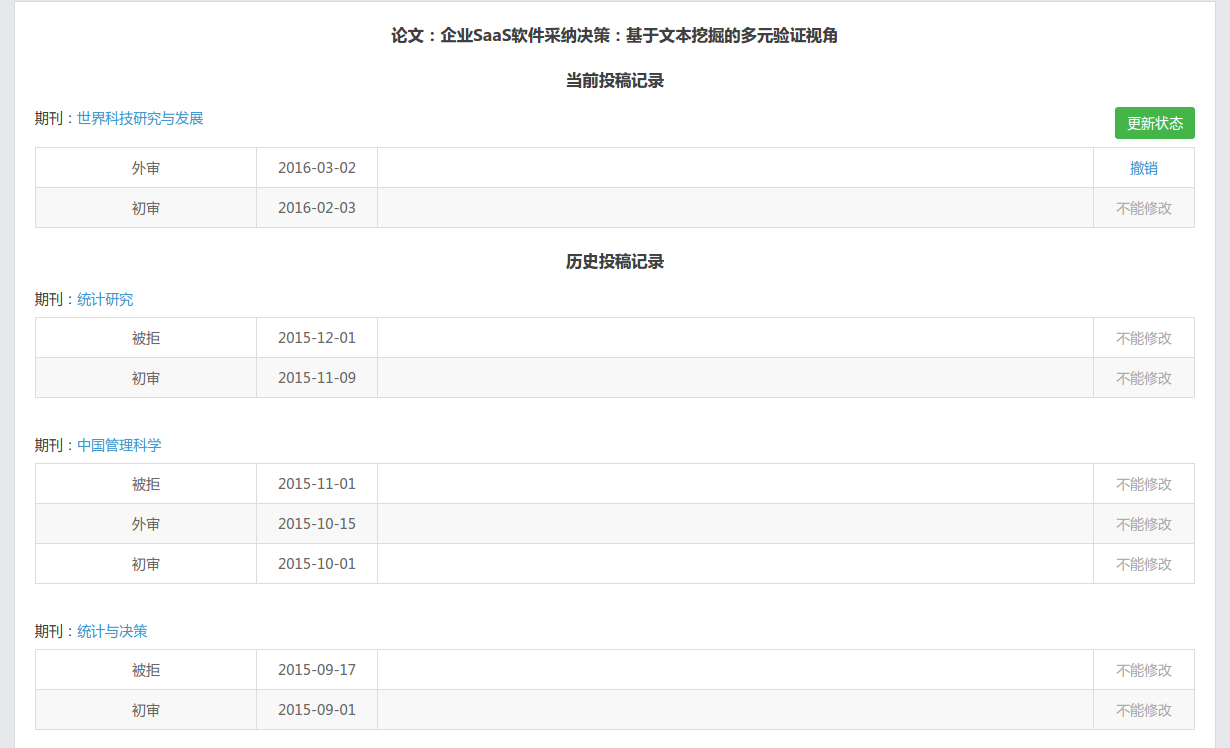 论文：企业SaaS软件采纳决策：基于文本挖掘的多元验证视角
当前投稿记录
期刊：世界科技研究与发展
更新状态
外审 2016-03-02 撤销
初审 2016-02-03 不能修改
历史投稿记录
期刊：统计研究
被拒 2015-12-01 不能修改
初审 2015-11-09 不能修改
期刊：中国管理科学
被拒 2015-11-01 不能修改
外审 2015-10-15 不能修改
初审 2015-10-01 不能修改
期刊：统计与决策
被拒 2015-09-17 不能修改
初审 2015-09-01 不能修改